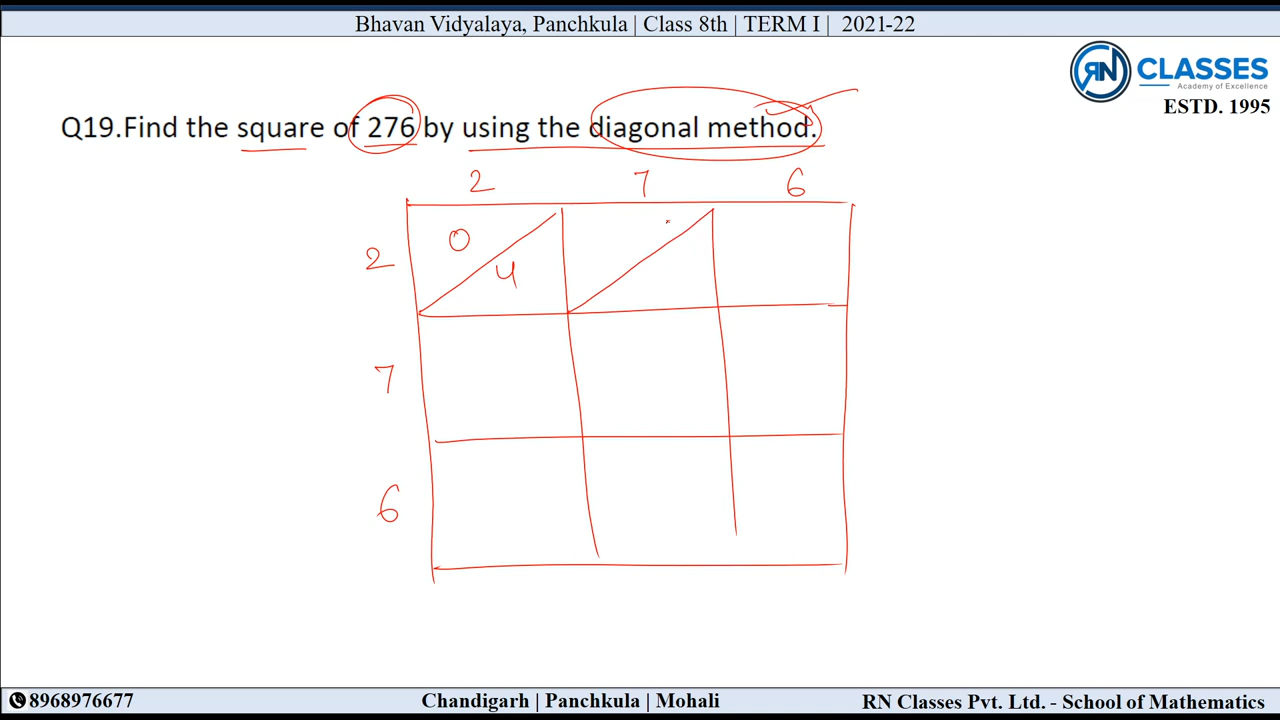 Bhavan Vidyalaya, Panchkula | Class 8th | TERM I | 2021-22
RN CLASSES
Academy of Excellence
ESTD. 1995
Q19.Find the square of 276 by using the diagonal method.
2 7 6
2 0 4
7
6
8968976677 Chandigarh | Panchkula | Mohali RN Classes Pvt. Ltd. - School of Mathematics